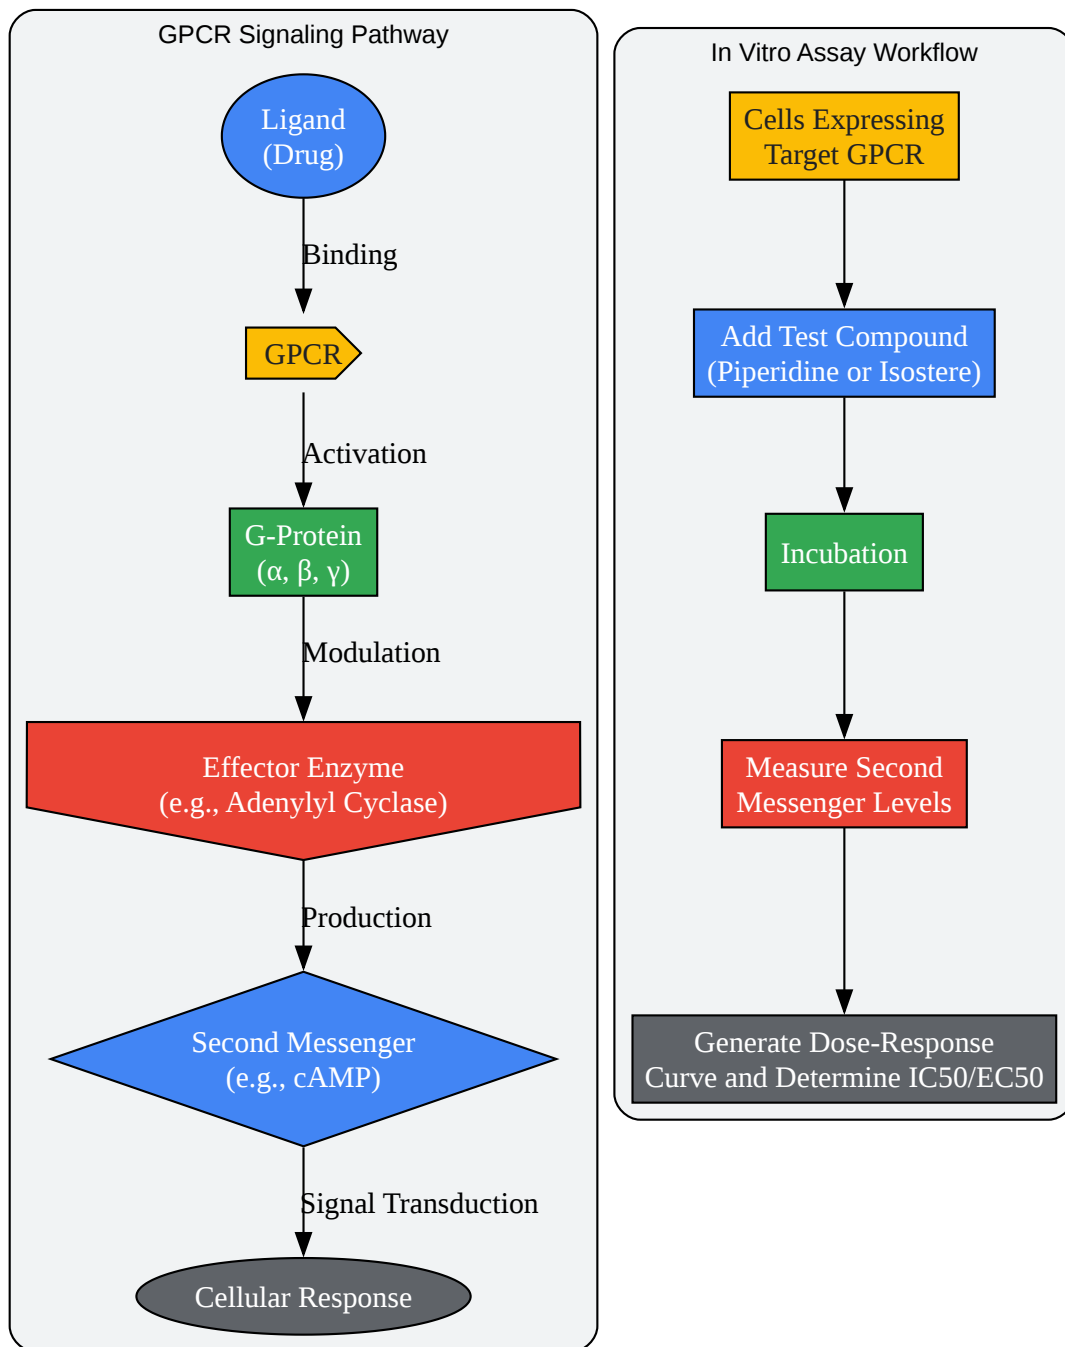 GPCR Signaling Pathway
Ligand
(Drug)
Binding
GPCR
Activation
G-Protein
(α, β, γ)
Modulation
Effector Enzyme
(e.g., Adenylyl Cyclase)
Production
Second Messenger
(e.g., cAMP)
Signal Transduction
Cellular Response
In Vitro Assay Workflow
Cells Expressing
Target GPCR
Add Test Compound
(Piperidine or Isostere)
Incubation
Measure Second
Messenger Levels
Generate Dose-Response
Curve and Determine IC50/EC50